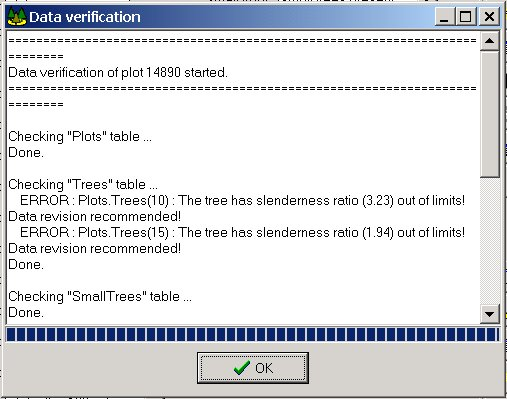 Data verification
==================================================================
========
Data verification of plot 14890 started.
==================================================================
========
Checking "Plots" table ...
Done.
Checking "Trees" table ...
ERROR : Plots.Trees(10) : The tree has slenderness ratio (3.23) out of limits!
Data revision recommended!
ERROR : Plots.Trees(15) : The tree has slenderness ratio (1.94) out of limits!
Data revision recommended!
Done.
Checking "SmallTrees" table ...
Done.
OK